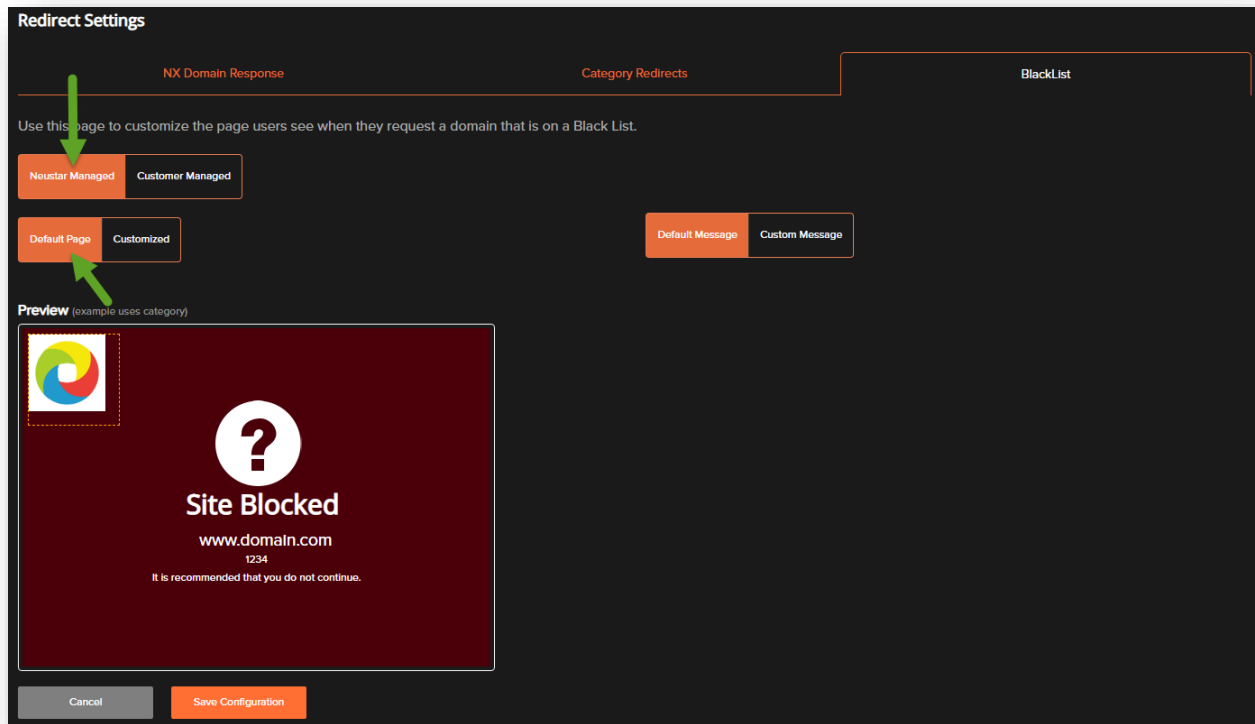 Redirect Settings
NX Domain Response
Category Redirects
BlackList
Use this page to customize the page users see when they request a domain that is on a Black List.
Neustar Managed
Customer Managed
Default Page
Customized
Default Message
Custom Message
Preview (example uses category)
?
Site Blocked
www.domain.com
1234
It is recommended that you do not continue.
Cancel
Save Configuration